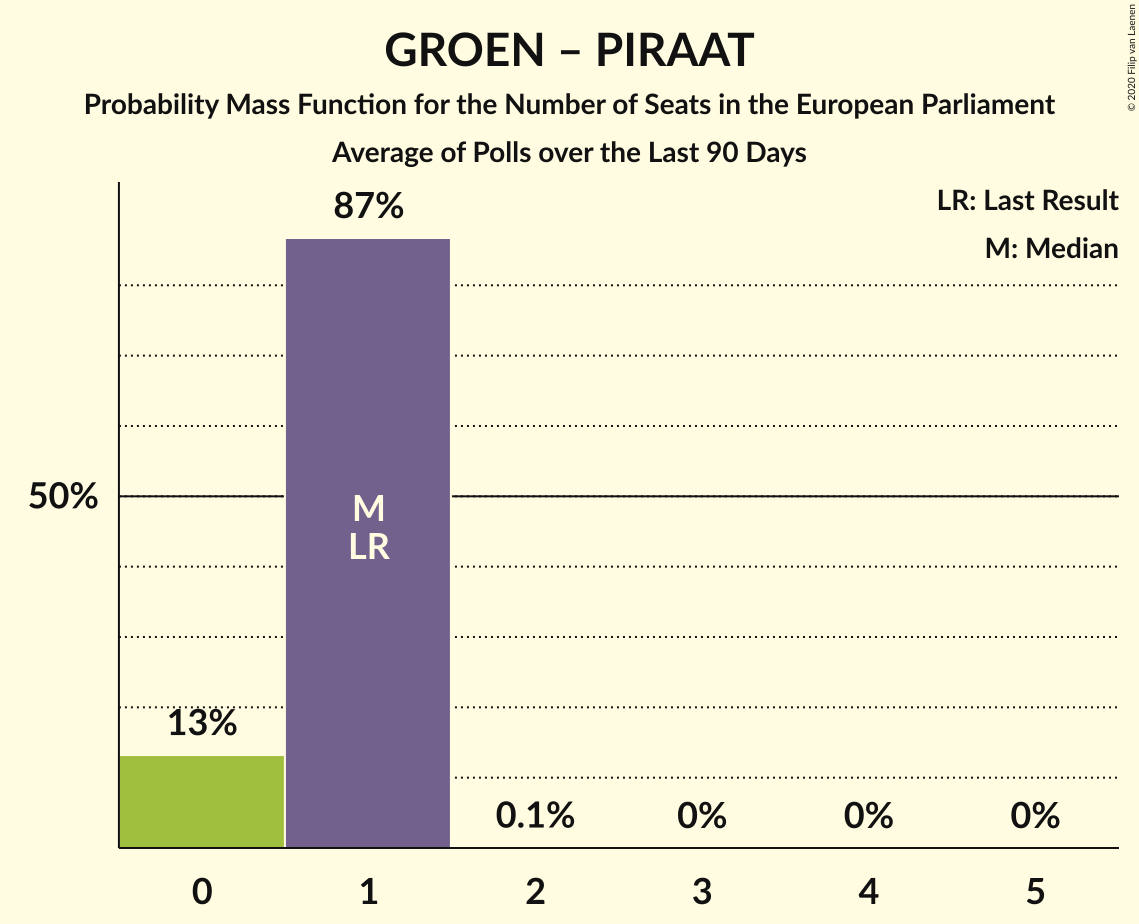 GROEN – PIRAAT
Probability Mass Function for the Number of Seats in the European Parliament
Average of Polls over the Last 90 Days
© 2020 Filip van Laenen
LR: Last Result
M: Median
87%
50%
M
LR
13%
0.1%
0%
0%
0%
0
1
2
3
4
5